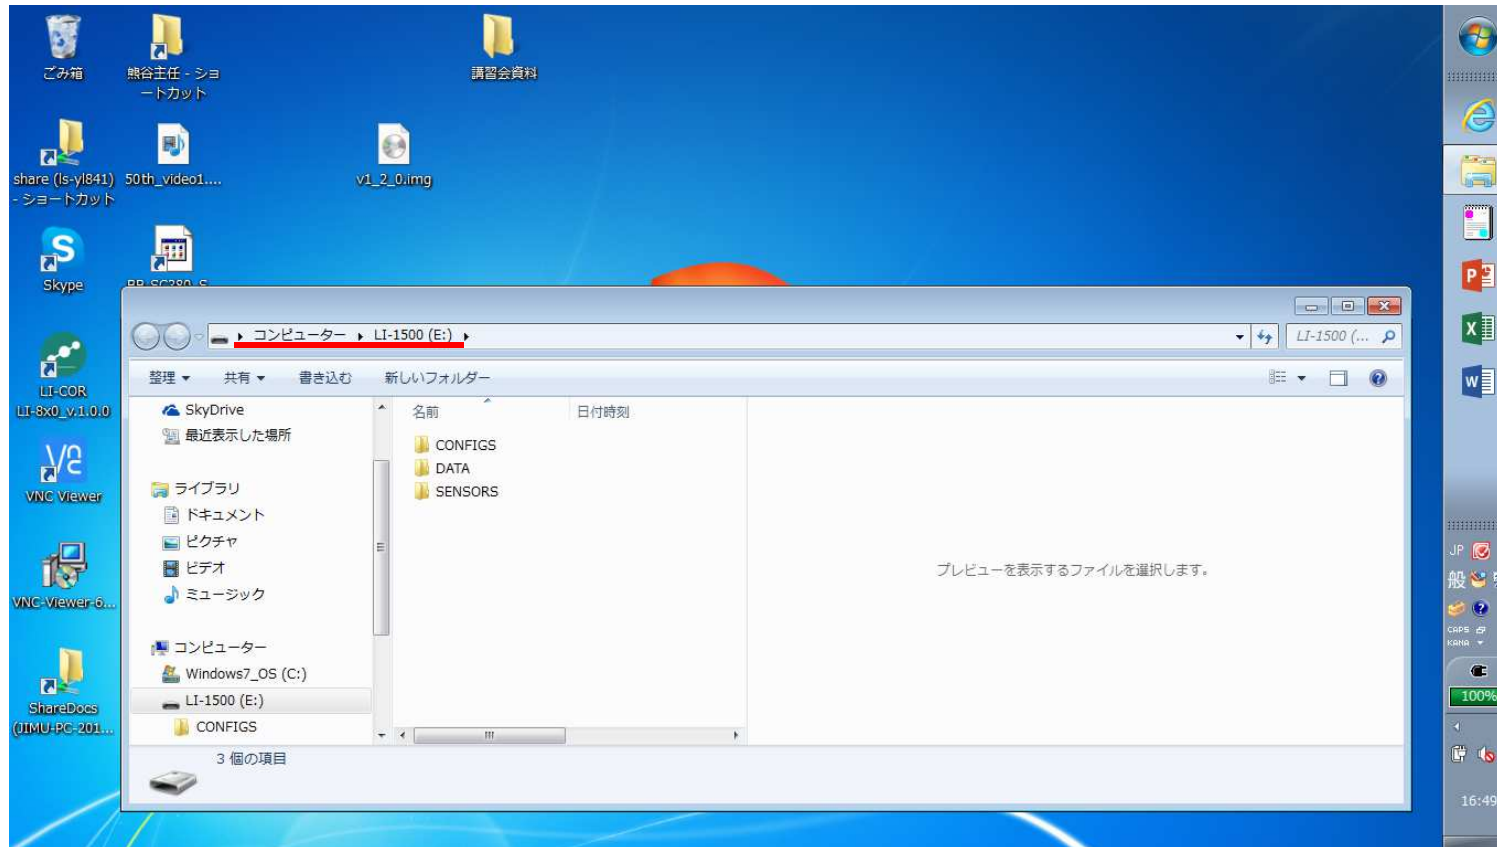 ごみ箱
熊谷主任 - ショ
ートカット
講習会資料
share (ls-yl841)
- ショートカット
50th_video1....
v1_2_0.img
Skype
LI-COR
LI-8x0_v.1.0.0
VNC Viewer
VNC-Viewer-6...
ShareDocs
(JIMU-PC-201...
コンピューター
LI-1500 (E:)
LI-1500 (...
整理
共有
書き込む
新しいフォルダー
SkyDrive
最近表示した場所
ライブラリ
ドキュメント
ピクチャ
ビデオ
ミュージック
コンピューター
Windows7_OS (C:)
LI-1500 (E:)
CONFIGS
名前
日付時刻
CONFIGS
DATA
SENSORS
プレビューを表示するファイルを選択します。
3 個の項目
JP
般
CAPS
KANA
100%
16:49